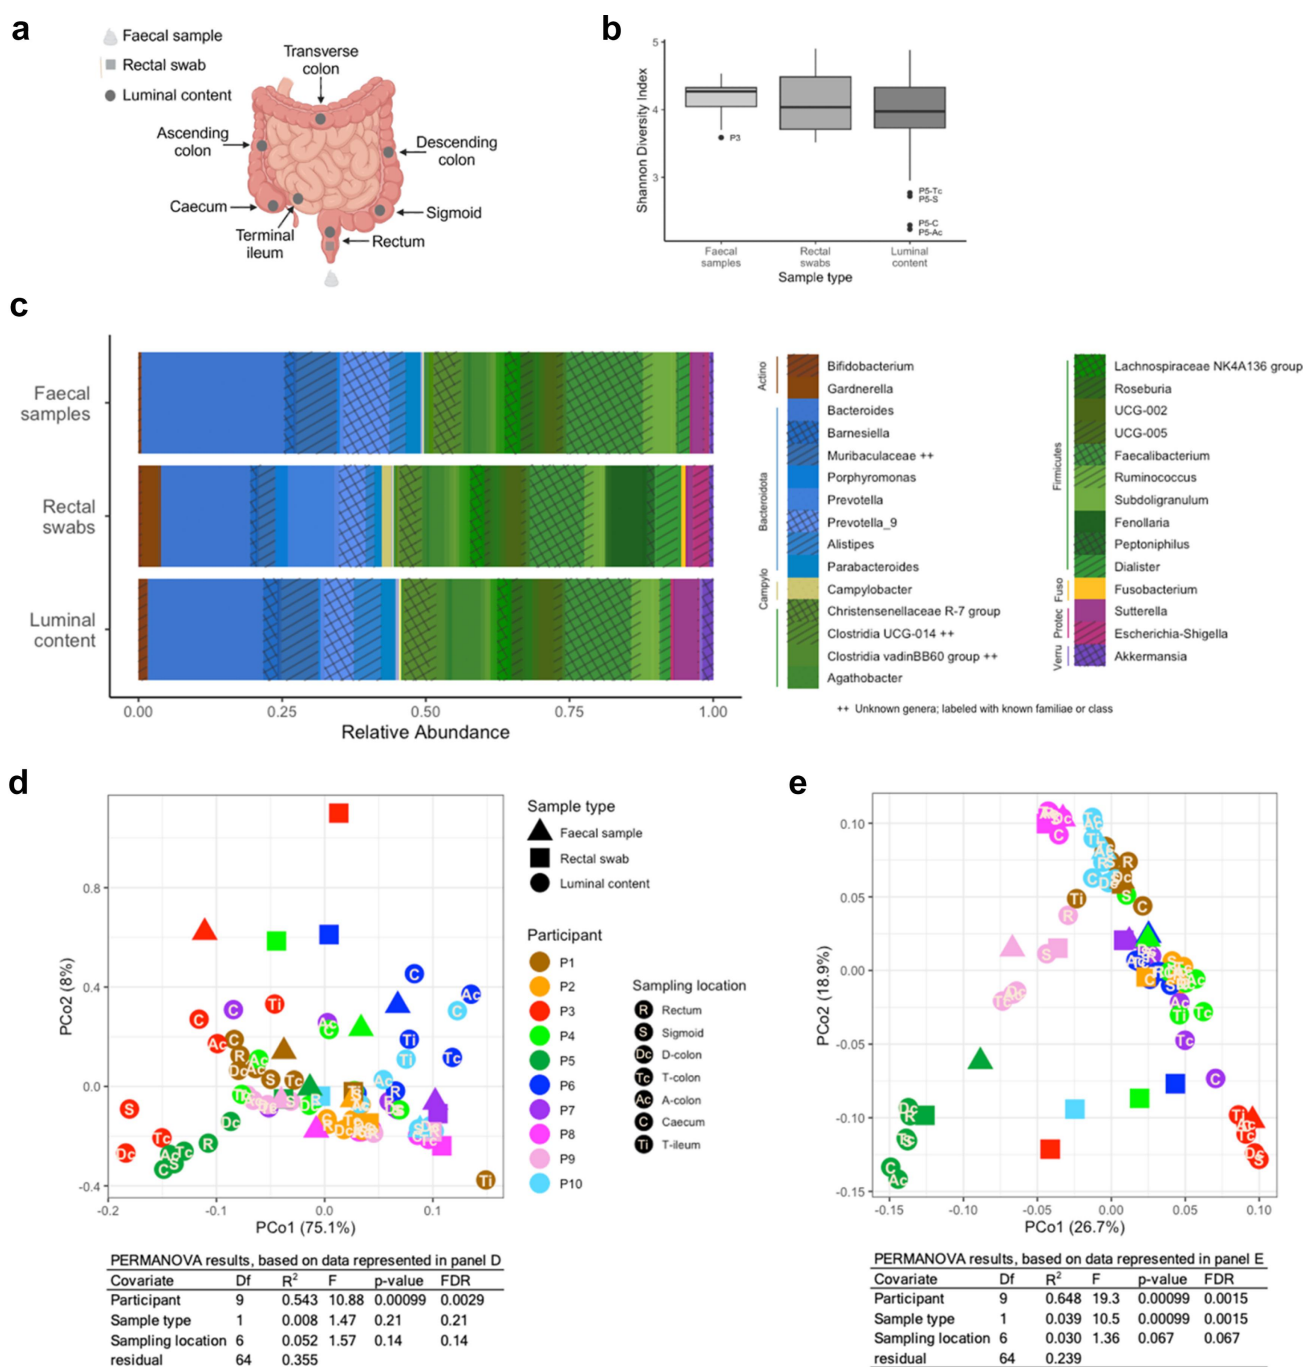 a
Faecal sample
Rectal swab
Luminal content
Transverse
colon
Ascending
colon
Descending
colon
Caecum
Sigmoid
Terminal
ileum
Rectum
b
Shannon Diversity Index
5
4
3
P3
P5-Tc
P5-S
P5-C
P5-Ac
Faecal
samples
Rectal
swabs
Luminal
content
Sample type
c
Faecal
samples
Rectal
swabs
Luminal
content
0.00
0.25
0.50
0.75
1.00
Relative Abundance
Actino
Bacteroidota
Campylo
Bifidobacterium
Gardnerella
Bacteroides
Barnesiella
Muribaculaceae ++
Porphyromonas
Prevotella
Prevotella_9
Alistipes
Parabacteroides
Campylobacter
Christensenellaceae R-7 group
Clostridia UCG-014 ++
Clostridia vadinBB60 group ++
Agathobacter
Firmicutes
Fuso
Protec
Verru
Lachnospiraceae NK4A136 group
Roseburia
UCG-002
UCG-005
Faecalibacterium
Ruminococcus
Subdoligranulum
Fenollaria
Peptoniphilus
Dialister
Fusobacterium
Sutterella
Escherichia-Shigella
Akkermansia
++ Unknown genera; labeled with known familiae or class
d
PCo2 (8%)
0.8
0.4
0.0
-0.4
-0.2
-0.1
0.0
0.1
PCo1 (75.1%)
Sample type
Faecal sample
Rectal swab
Luminal content
Participant
P1
P2
P3
P4
P5
P6
P7
P8
P9
P10
Sampling location
R Rectum
S Sigmoid
Dc D-colon
Tc T-colon
Ac A-colon
C Caecum
Ti T-ileum
e
PCo2 (18.9%)
0.10
0.05
0.00
-0.05
-0.10
-0.15
-0.15
-0.10
-0.05
0.00
0.05
0.10
PCo1 (26.7%)
PERMANOVA results, based on data represented in panel D
Covariate Df R² F p-value FDR
Participant 9 0.543 10.88 0.00099 0.0029
Sample type 1 0.008 1.47 0.21 0.21
Sampling location 6 0.052 1.57 0.14 0.14
residual 64 0.355
PERMANOVA results, based on data represented in panel E
Covariate Df R² F p-value FDR
Participant 9 0.648 19.3 0.00099 0.0015
Sample type 1 0.039 10.5 0.00099 0.0015
Sampling location 6 0.030 1.36 0.067 0.067
residual 64 0.239